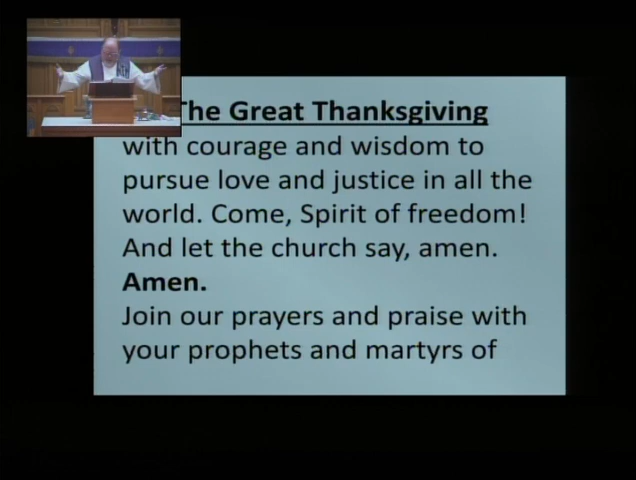 The Great Thanksgiving
with courage and wisdom to
pursue love and justice in all the
world. Come, Spirit of freedom!
And let the church say, amen.
Amen.
Join our prayers and praise with
your prophets and martyrs of